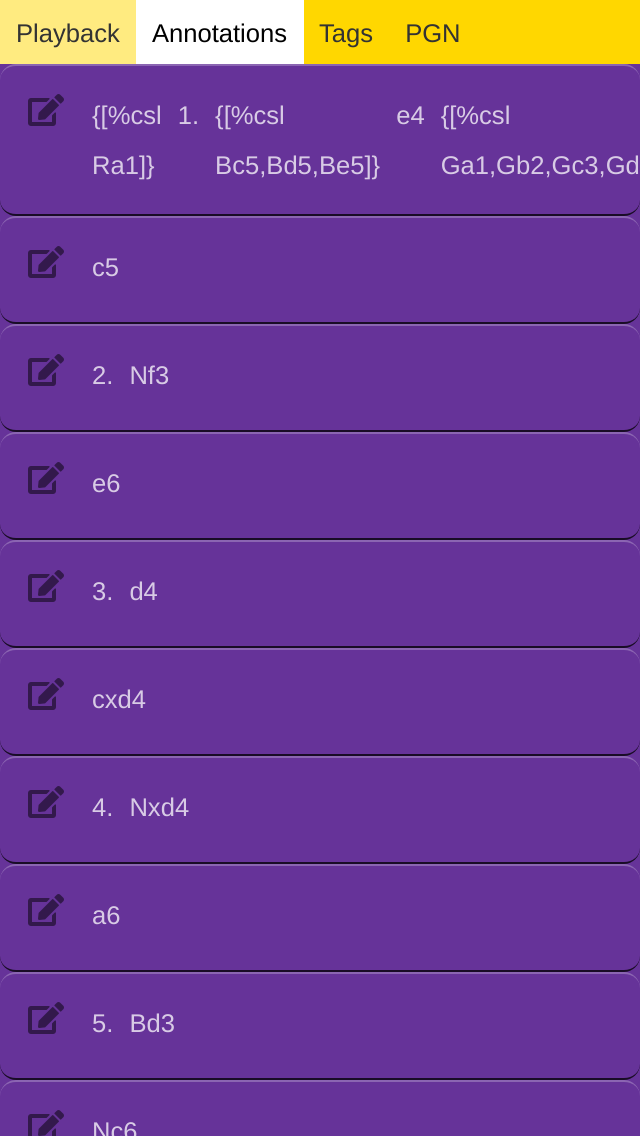 Playback Annotations Tags PGN
{[%csl 1. {[%csl e4 {[%csl
Ra1]} Bc5,Bd5,Be5]} Ga1,Gb2,Gc3,Gd
c5
2. Nf3
e6
3. d4
cxd4
4. Nxd4
a6
5. Bd3
Nc6